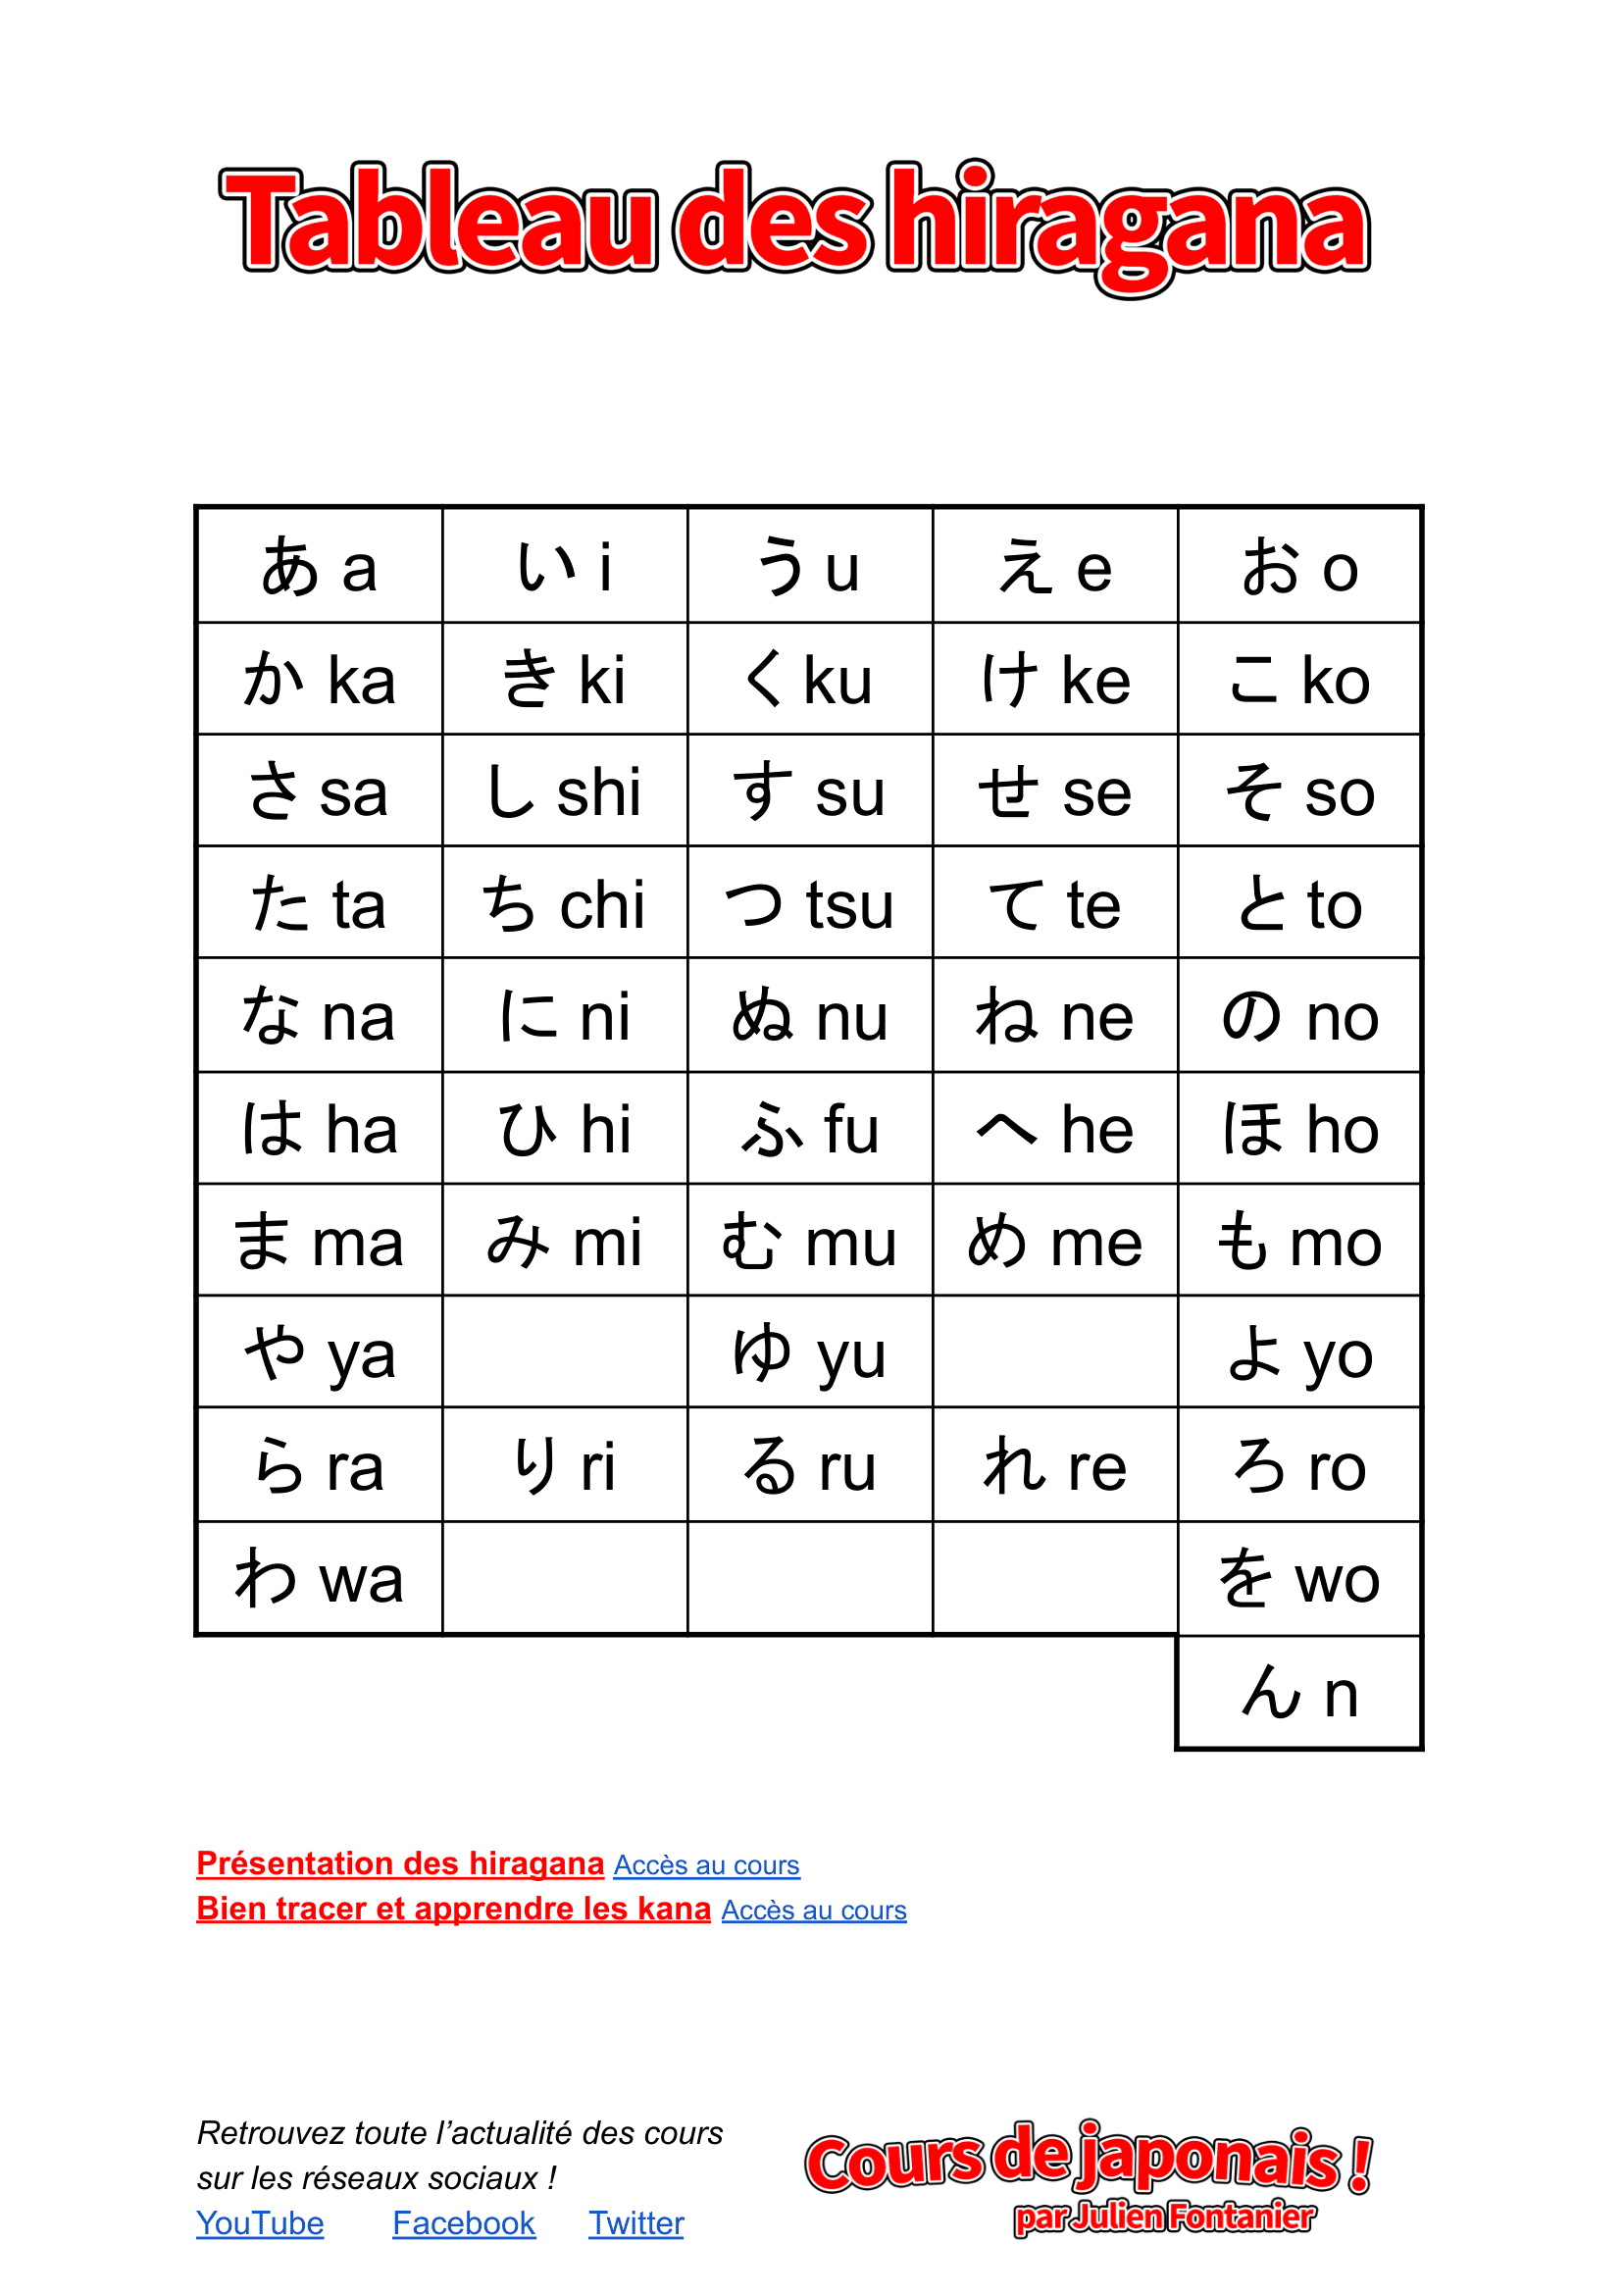 Tableau des hiragana
あ a い i う u え e お o
か ka き ki く ku け ke こ ko
さ sa し shi す su せ se そ so
た ta ち chi つ tsu て te と to
な na に ni ぬ nu ね ne の no
は ha ひ hi ふ fu へ he ほ ho
ま ma み mi む mu め me も mo
や ya ゆ yu よ yo
ら ra り ri る ru れ re ろ ro
わ wa を wo
ん n
Présentation des hiragana Accès au cours
Bien tracer et apprendre les kana Accès au cours
Retrouvez toute l’actualité des cours
sur les réseaux sociaux !
YouTube Facebook Twitter
Cours de japonais !
par Julien Fontanier